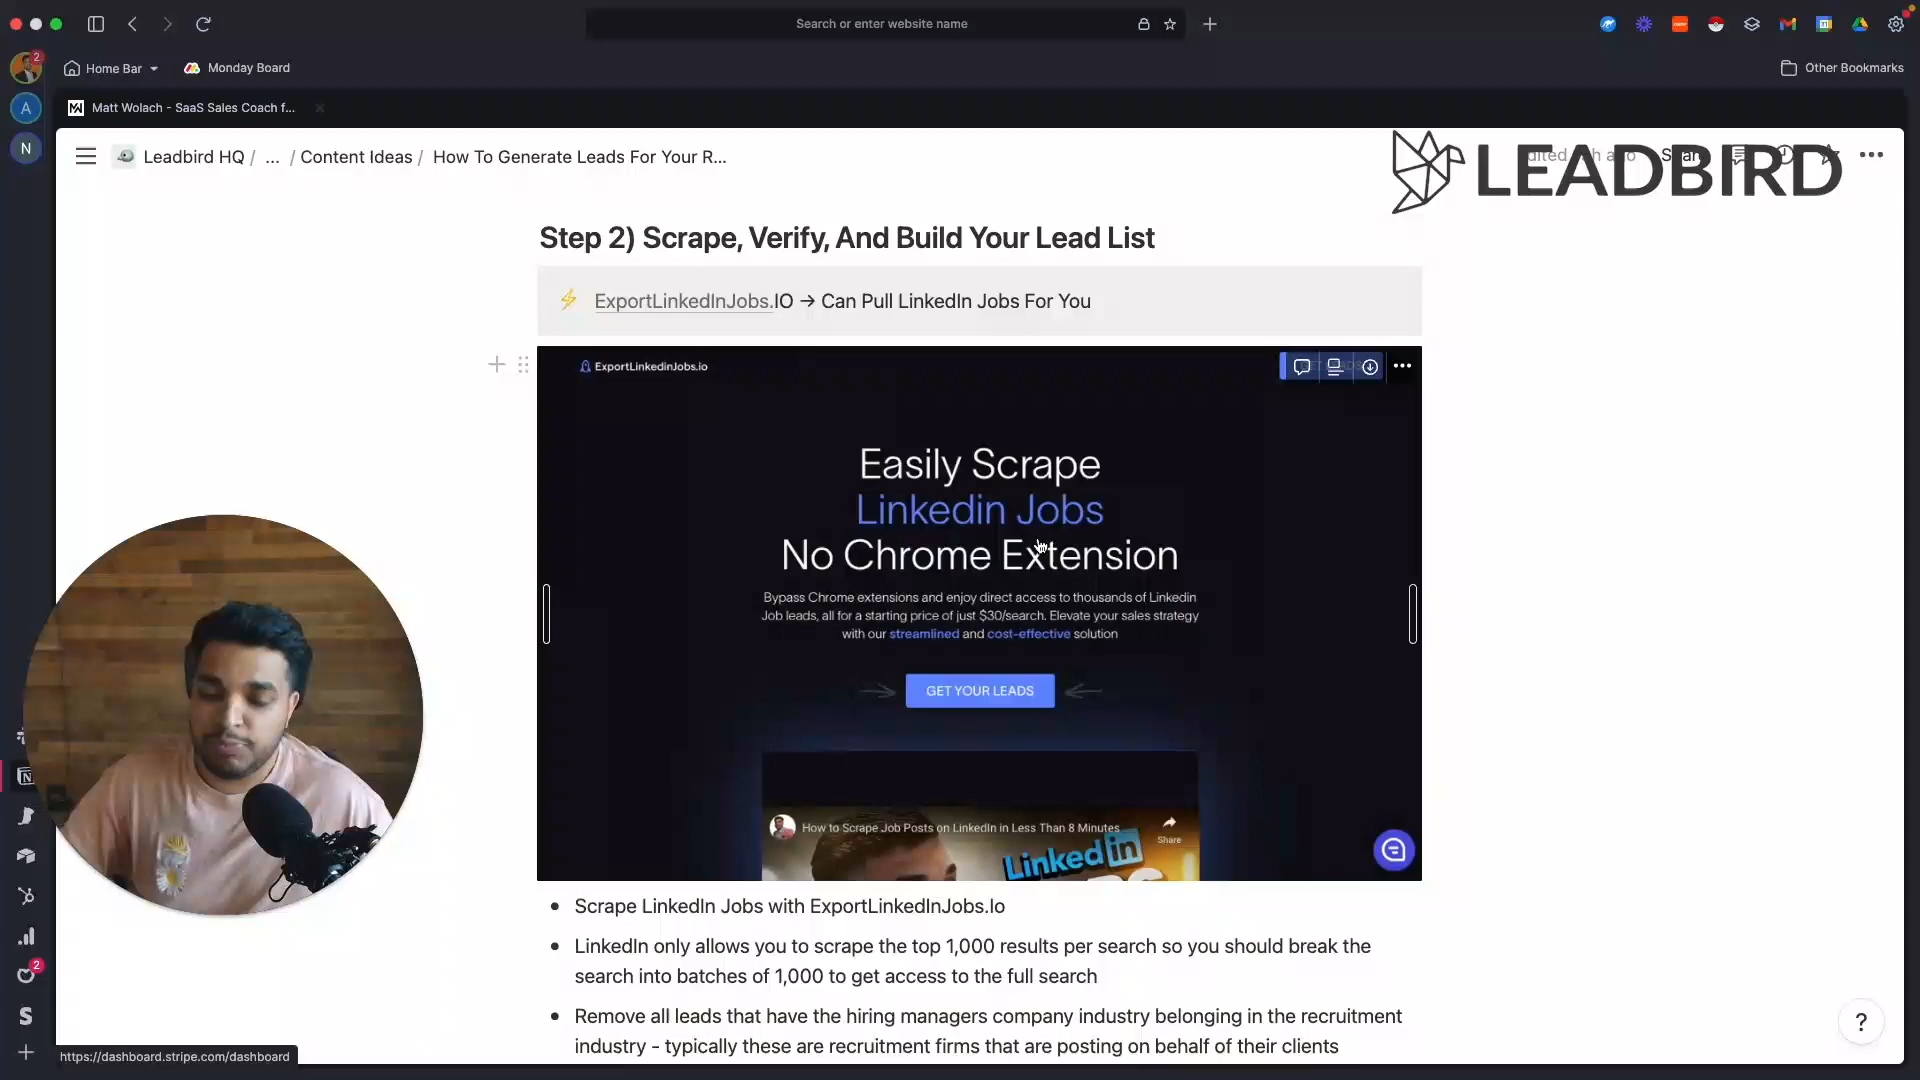 Search or enter website name
2
Home Bar
Monday Board
Other Bookmarks
A
Matt Wolach - SaaS Sales Coach f...
N
Leadbird HQ / ... / Content Ideas / How To Generate Leads For Your R...
LEADBIRD
Step 2) Scrape, Verify, And Build Your Lead List
ExportLinkedInJobs.IO → Can Pull LinkedIn Jobs For You
ExportLinkedinJobs.io
Easily Scrape
Linkedin Jobs
No Chrome Extension
Bypass Chrome extensions and enjoy direct access to thousands of Linkedin
Job leads, all for a starting price of just $30/search. Elevate your sales strategy
with our streamlined and cost-effective solution
GET YOUR LEADS
How to Scrape Job Posts on LinkedIn in Less Than 8 Minutes
Share
Linkedin
• Scrape LinkedIn Jobs with ExportLinkedInJobs.Io
• LinkedIn only allows you to scrape the top 1,000 results per search so you should break the
search into batches of 1,000 to get access to the full search
• Remove all leads that have the hiring managers company industry belonging in the recruitment
industry - typically these are recruitment firms that are posting on behalf of their clients
2
S
?
https://dashboard.stripe.com/dashboard